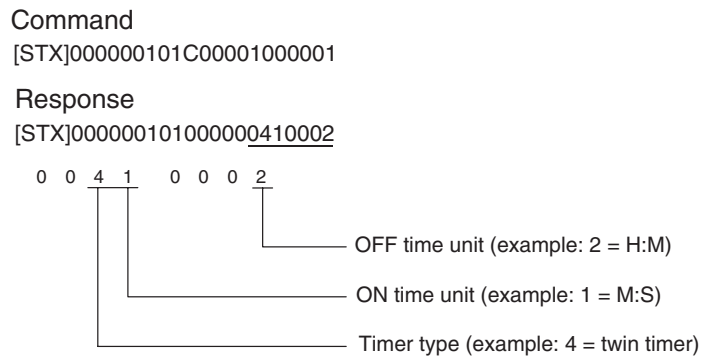 Command
[STX]000000101C00001000001
Response
[STX]0000001010000000410002
0 0 4 1 0 0 0 2
OFF time unit (example: 2 = H:M)
ON time unit (example: 1 = M:S)
Timer type (example: 4 = twin timer)